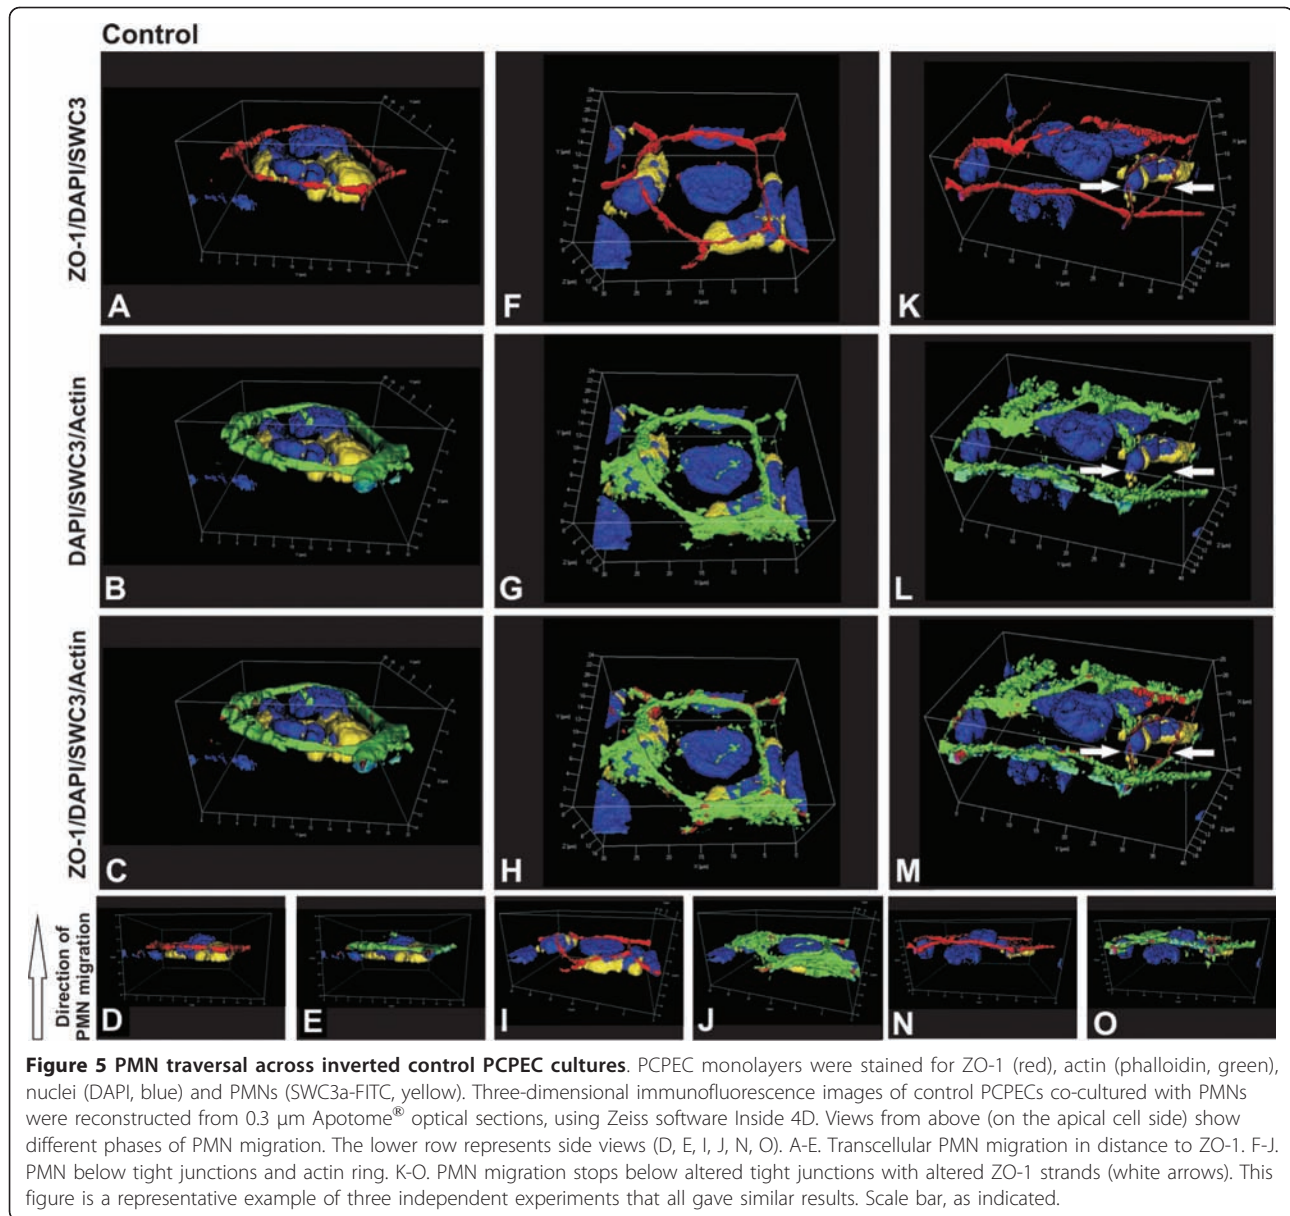 Control
ZO-1/DAPI/SWC3
A
F
K
DAPI/SWC3/Actin
B
G
L
ZO-1/DAPI/SWC3/Actin
C
H
M
Direction of
PMN migration
D
E
I
J
N
O
Figure 5 PMN traversal across inverted control PCPEC cultures. PCPEC monolayers were stained for ZO-1 (red), actin (phalloidin, green),
nuclei (DAPI, blue) and PMNs (SWC3a-FITC, yellow). Three-dimensional immunofluorescence images of control PCPECs co-cultured with PMNs
were reconstructed from 0.3 μm Apotome® optical sections, using Zeiss software Inside 4D. Views from above (on the apical cell side) show
different phases of PMN migration. The lower row represents side views (D, E, I, J, N, O). A-E. Transcellular PMN migration in distance to ZO-1. F-J.
PMN below tight junctions and actin ring. K-O. PMN migration stops below altered tight junctions with altered ZO-1 strands (white arrows). This
figure is a representative example of three independent experiments that all gave similar results. Scale bar, as indicated.